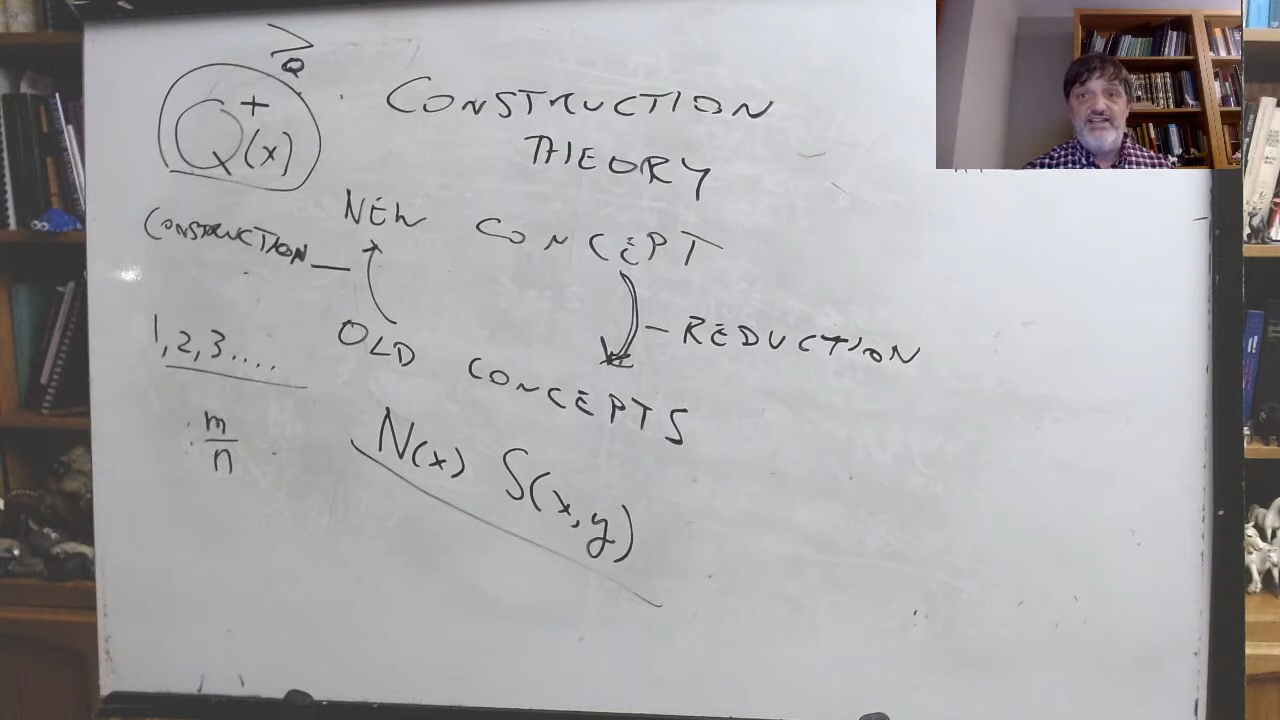 >Q
Q⁺(x)
CONSTRUCTION
THEORY
NEW CONCEPT
CONSTRUCTION —
1,2,3....
OLD CONCEPTS
— REDUCTION
m
n
N(x) S(x,y)